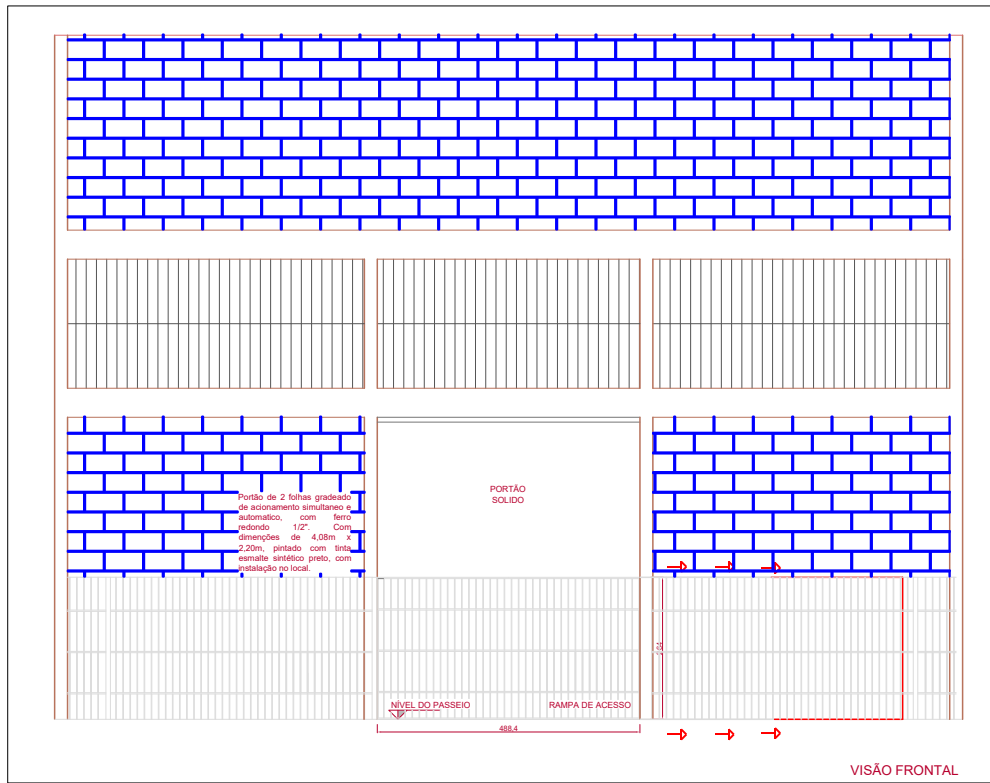 PORTÃO
SOLIDO
Portão de 2 folhas gradeado
de acionamento simultaneo e
automatico, com ferro
redondo 1/2". Com
dimenções de 4,08m x
2,20m, pintado com tinta
esmalte sintético preto, com
instalação no local.
NÍVEL DO PASSEIO
RAMPA DE ACESSO
488,4
VISÃO FRONTAL